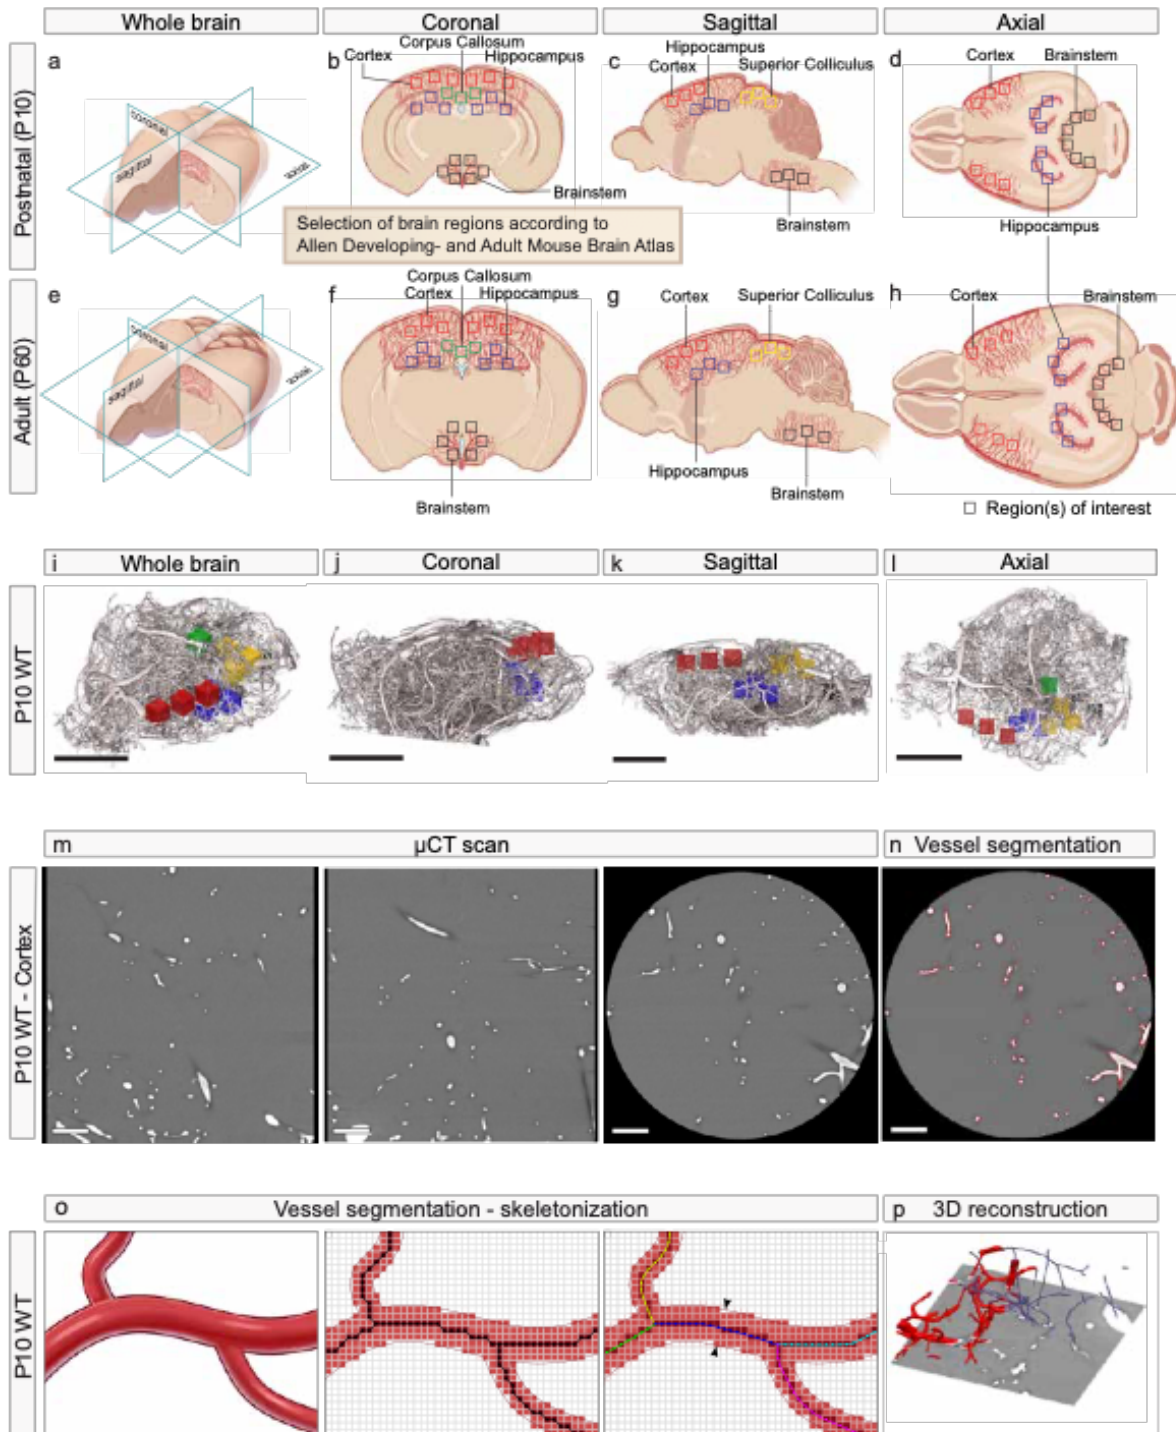 Whole brain
Coronal
Sagittal
Axial
Postnatal (P10)
a
coronal
sagittal
axial
b
Corpus Callosum
Cortex
Hippocampus
Brainstem
c
Hippocampus
Cortex
Superior Colliculus
Brainstem
d
Cortex
Brainstem
Hippocampus
Selection of brain regions according to
Allen Developing- and Adult Mouse Brain Atlas
Adult (P60)
e
coronal
sagittal
axial
f
Corpus Callosum
Cortex
Hippocampus
Brainstem
g
Cortex
Superior Colliculus
Hippocampus
Brainstem
h
Cortex
Brainstem
Region(s) of interest
i Whole brain
j Coronal
k Sagittal
l Axial
P10 WT
m µCT scan
n Vessel segmentation
P10 WT - Cortex
o Vessel segmentation - skeletonization
p 3D reconstruction
P10 WT